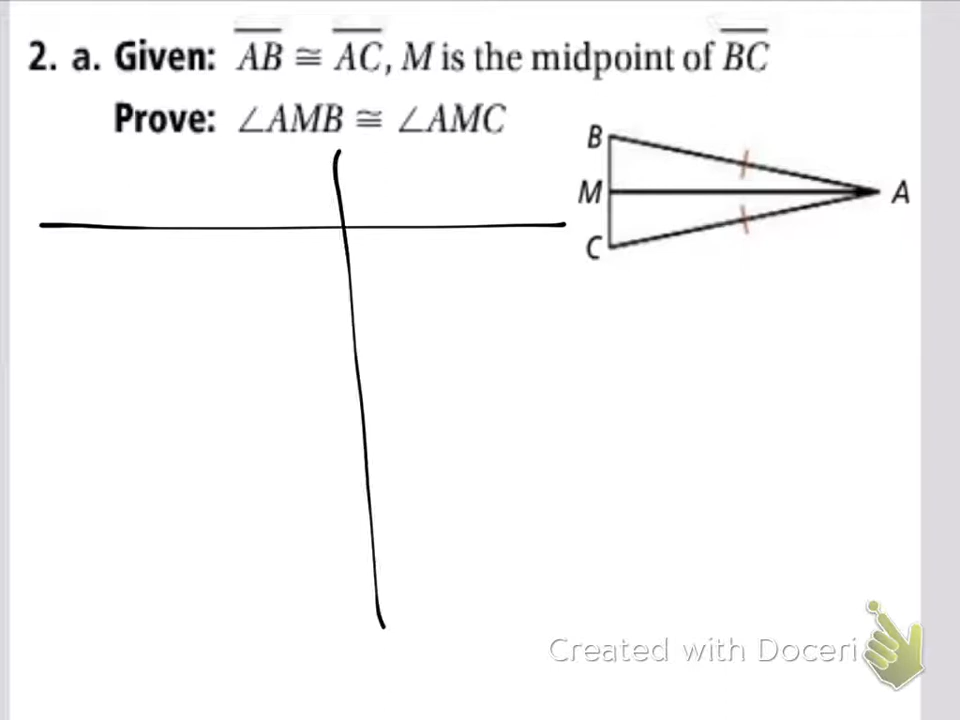 2. a. Given: AB ≅ AC, M is the midpoint of BC
Prove: ∠AMB ≅ ∠AMC
B
M
A
C
Created with Doceri